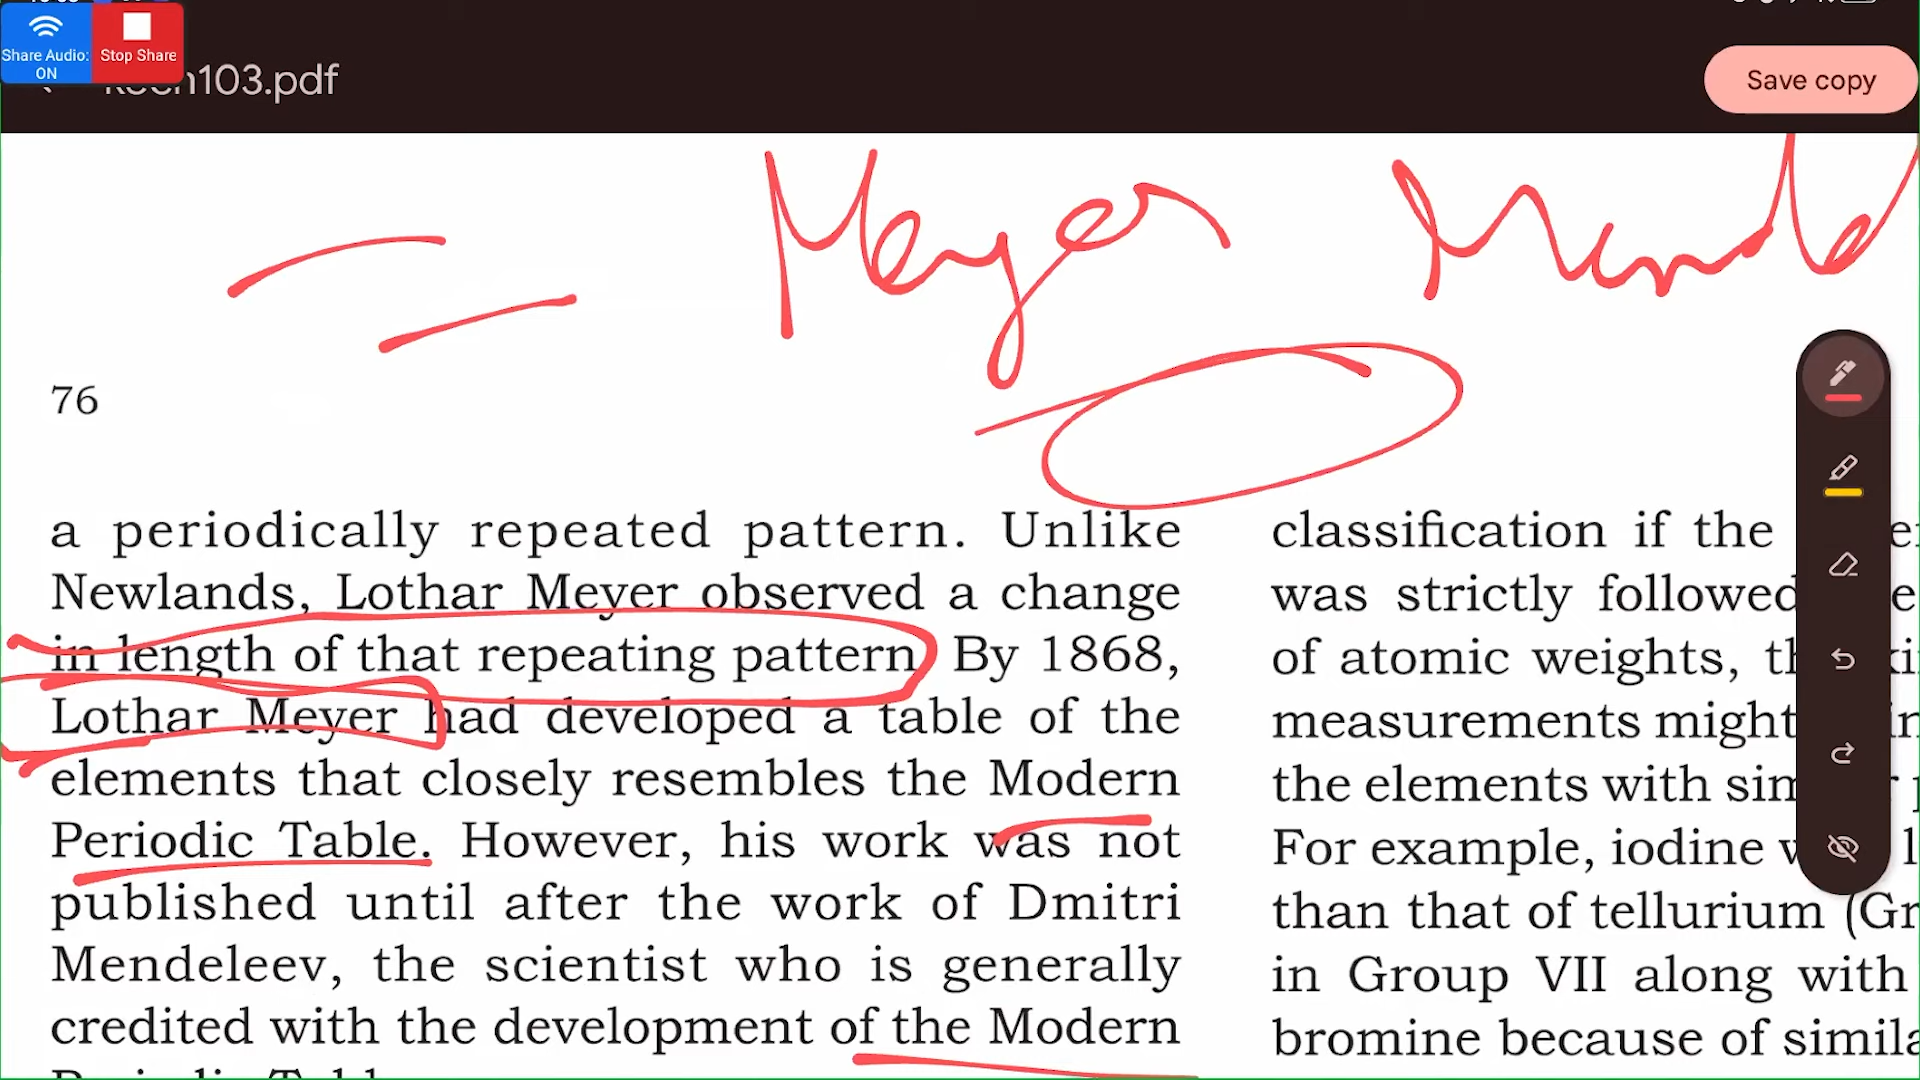 Share Audio:
ON
Stop Share
103.pdf
Save copy
Meyer
76
a periodically repeated pattern. Unlike
Newlands, Lothar Meyer observed a change
in length of that repeating pattern. By 1868,
Lothar Meyer had developed a table of the
elements that closely resembles the Modern
Periodic Table. However, his work was not
published until after the work of Dmitri
Mendeleev, the scientist who is generally
credited with the development of the Modern
classification if the
was strictly followed
of atomic weights,
measurements might
the elements with
For example, iodine
than that of tellurium
in Group VII along with
bromine because of